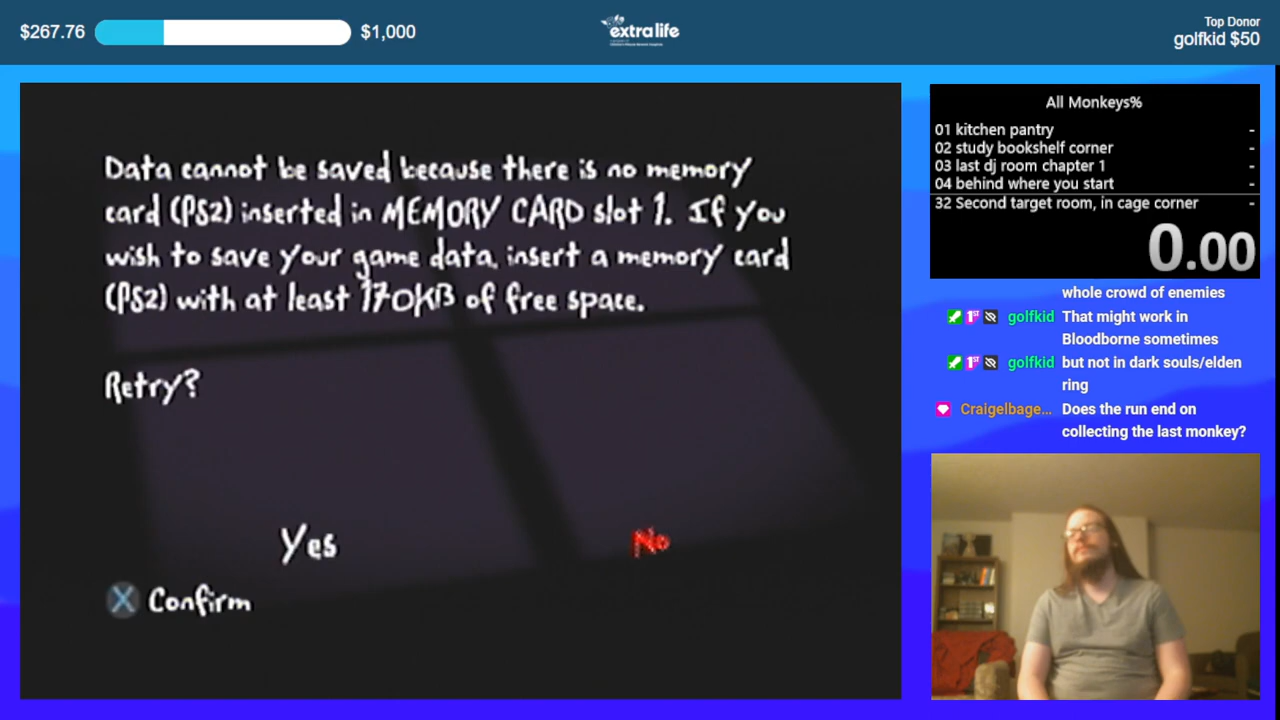 $267.76
$1,000
extralife
Top Donor
golfkid $50
Data cannot be saved because there is no memory
card (PS2) inserted in MEMORY CARD slot 1. If you
wish to save your game data, insert a memory card
(PS2) with at least 170KB of free space.
Retry?
Yes
No
X Confirm
All Monkeys%
01 kitchen pantry -
02 study bookshelf corner -
03 last dj room chapter 1 -
04 behind where you start -
32 Second target room, in cage corner -
0.00
whole crowd of enemies
golfkid That might work in
Bloodborne sometimes
golfkid but not in dark souls/elden
ring
Craigelbage... Does the run end on
collecting the last monkey?